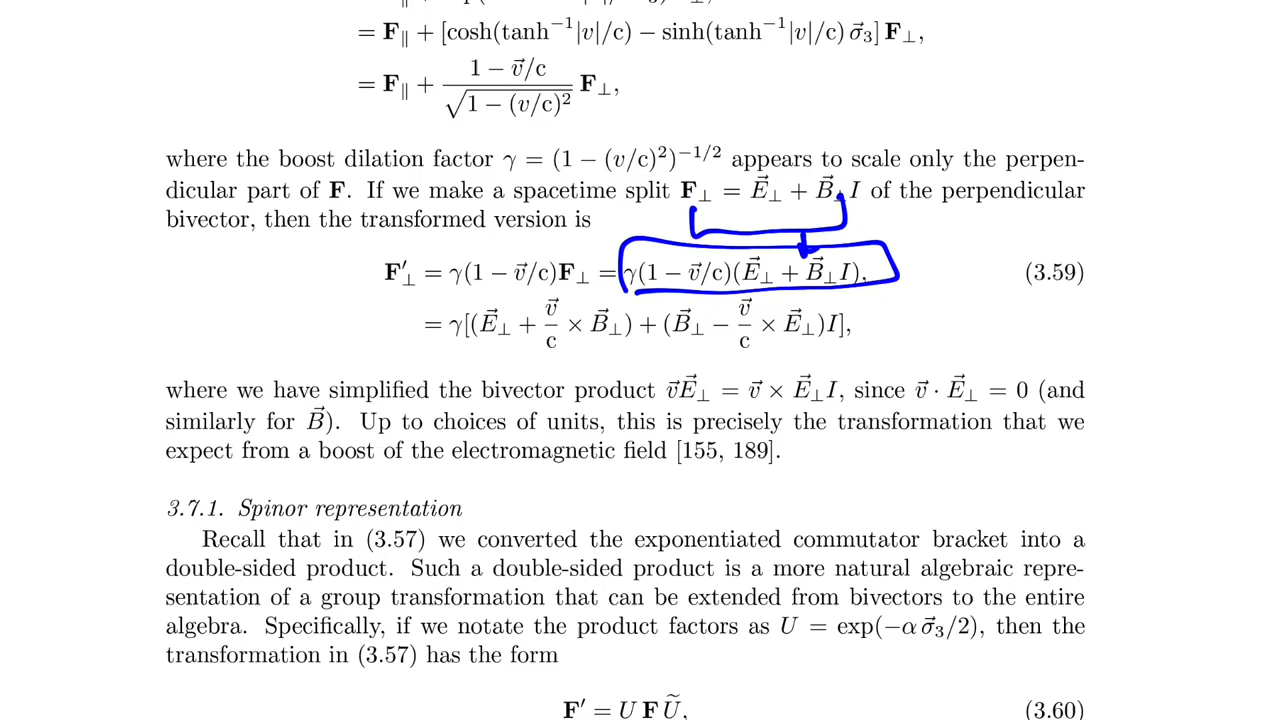 = F∥ + [cosh(tanh⁻¹|v|/c) − sinh(tanh⁻¹|v|/c) σ⃗₃] F⊥,
= F∥ + (1 − v⃗/c)/√(1 − (v/c)²) F⊥,
where the boost dilation factor γ = (1 − (v/c)²)⁻¹/² appears to scale only the perpen-
dicular part of F. If we make a spacetime split F⊥ = E⃗⊥ + B⃗⊥I of the perpendicular
bivector, then the transformed version is
F′⊥ = γ(1 − v⃗/c)F⊥ = γ(1 − v⃗/c)(E⃗⊥ + B⃗⊥I), (3.59)
= γ[(E⃗⊥ + v⃗/c × B⃗⊥) + (B⃗⊥ − v⃗/c × E⃗⊥)I],
where we have simplified the bivector product v⃗E⃗⊥ = v⃗ × E⃗⊥I, since v⃗ · E⃗⊥ = 0 (and
similarly for B⃗). Up to choices of units, this is precisely the transformation that we
expect from a boost of the electromagnetic field [155, 189].
3.7.1. Spinor representation
Recall that in (3.57) we converted the exponentiated commutator bracket into a
double-sided product. Such a double-sided product is a more natural algebraic repre-
sentation of a group transformation that can be extended from bivectors to the entire
algebra. Specifically, if we notate the product factors as U = exp(−α σ⃗₃/2), then the
transformation in (3.57) has the form
F′ = U F Ũ, (3.60)